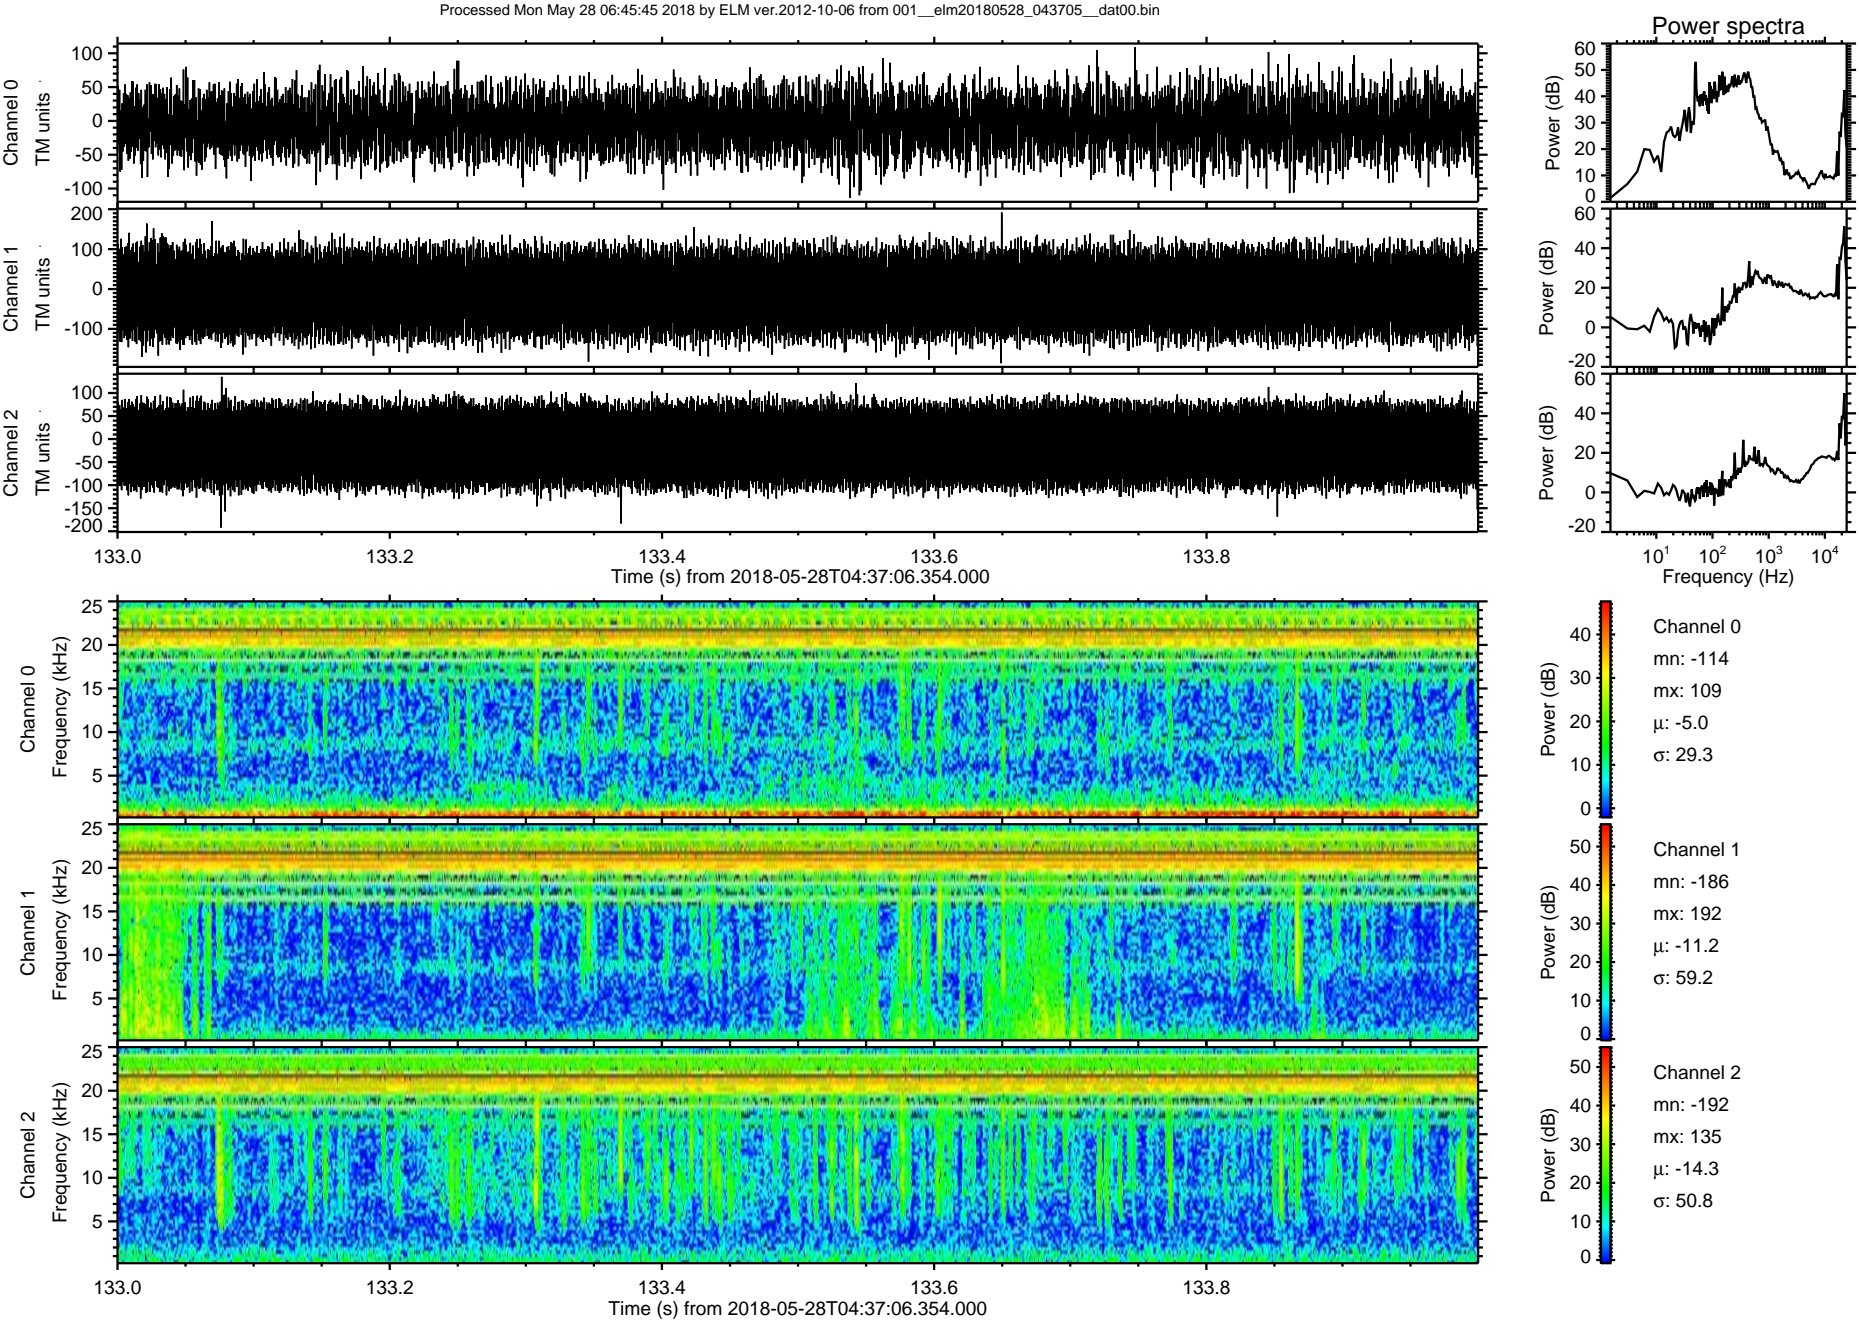 Processed Mon May 28 06:45:45 2018 by ELM ver.2012-10-06 from 001__elm20180528_043705__dat00.bin
Power spectra
Channel 0
TM units
100
50
0
-50
-100
Power (dB)
60
50
40
30
20
10
0
Channel 1
TM units
200
100
0
-100
Power (dB)
60
40
20
0
-20
Channel 2
TM units
100
50
0
-50
-100
-150
-200
Power (dB)
60
40
20
0
-20
133.0 133.2 133.4 133.6 133.8
Time (s) from 2018-05-28T04:37:06.354.000
10¹ 10² 10³ 10⁴
Frequency (Hz)
Channel 0
Frequency (kHz)
25
20
15
10
5
Power (dB)
40
30
20
10
0
Channel 0
mn: -114
mx: 109
μ: -5.0
σ: 29.3
Channel 1
Frequency (kHz)
25
20
15
10
5
Power (dB)
50
40
30
20
10
0
Channel 1
mn: -186
mx: 192
μ: -11.2
σ: 59.2
Channel 2
Frequency (kHz)
25
20
15
10
5
Power (dB)
50
40
30
20
10
0
Channel 2
mn: -192
mx: 135
μ: -14.3
σ: 50.8
133.0 133.2 133.4 133.6 133.8
Time (s) from 2018-05-28T04:37:06.354.000